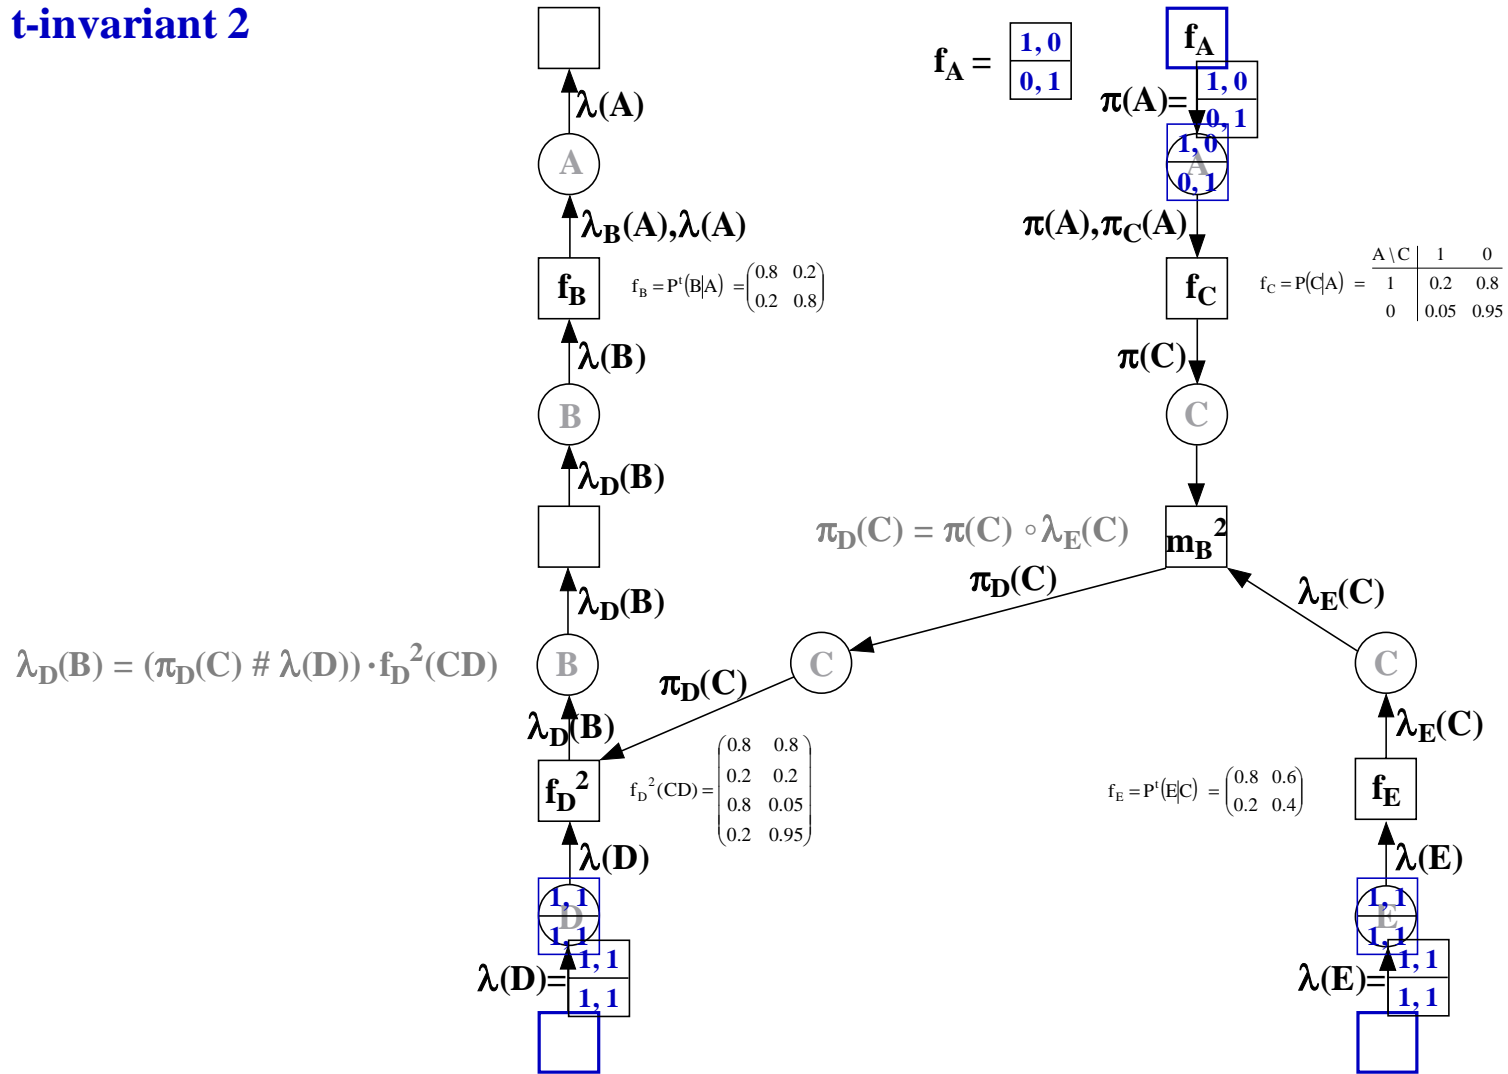 t-invariant 2
f_A =
1, 0
0, 1
f_A
π(A)=
1, 0
0, 1
λ(A)
A
1, 0
A
0, 1
λ_B(A),λ(A)
π(A),π_C(A)
f_B
f_B = P^t(B|A) = (0.8 0.2
0.2 0.8)
f_C
f_C = P(C|A) =
A \ C 1 0
1 0.2 0.8
0 0.05 0.95
λ(B)
π(C)
B
C
λ_D(B)
π_D(C) = π(C) ∘ λ_E(C)
m_B^2
π_D(C)
λ_E(C)
λ_D(B)
λ_D(B) = (π_D(C) # λ(D)) · f_D^2(CD)
B
C
C
π_D(C)
λ_D(B)
λ_E(C)
f_D^2
f_D^2(CD) = (0.8 0.8
0.2 0.2
0.8 0.05
0.2 0.95)
f_E = P^t(E|C) = (0.8 0.6
0.2 0.4)
f_E
λ(D)
λ(E)
1, 1
D
1, 1
1, 1
E
1, 1
λ(D)=
1, 1
1, 1
λ(E)=
1, 1
1, 1